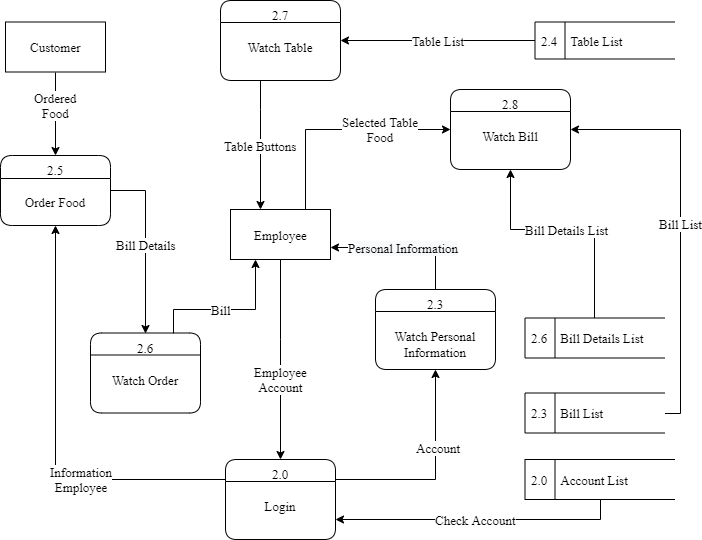 2.7
Watch Table
Customer
Table List
2.4 Table List
Ordered
Food
2.8
Watch Bill
Selected Table
Food
Table Buttons
2.5
Order Food
Bill Details
Employee
Personal Information
Bill Details List
Bill List
Bill
2.3
Watch Personal
Information
2.6
Watch Order
2.6 Bill Details List
Employee
Account
2.3 Bill List
Account
Information
Employee
2.0
Login
2.0 Account List
Check Account